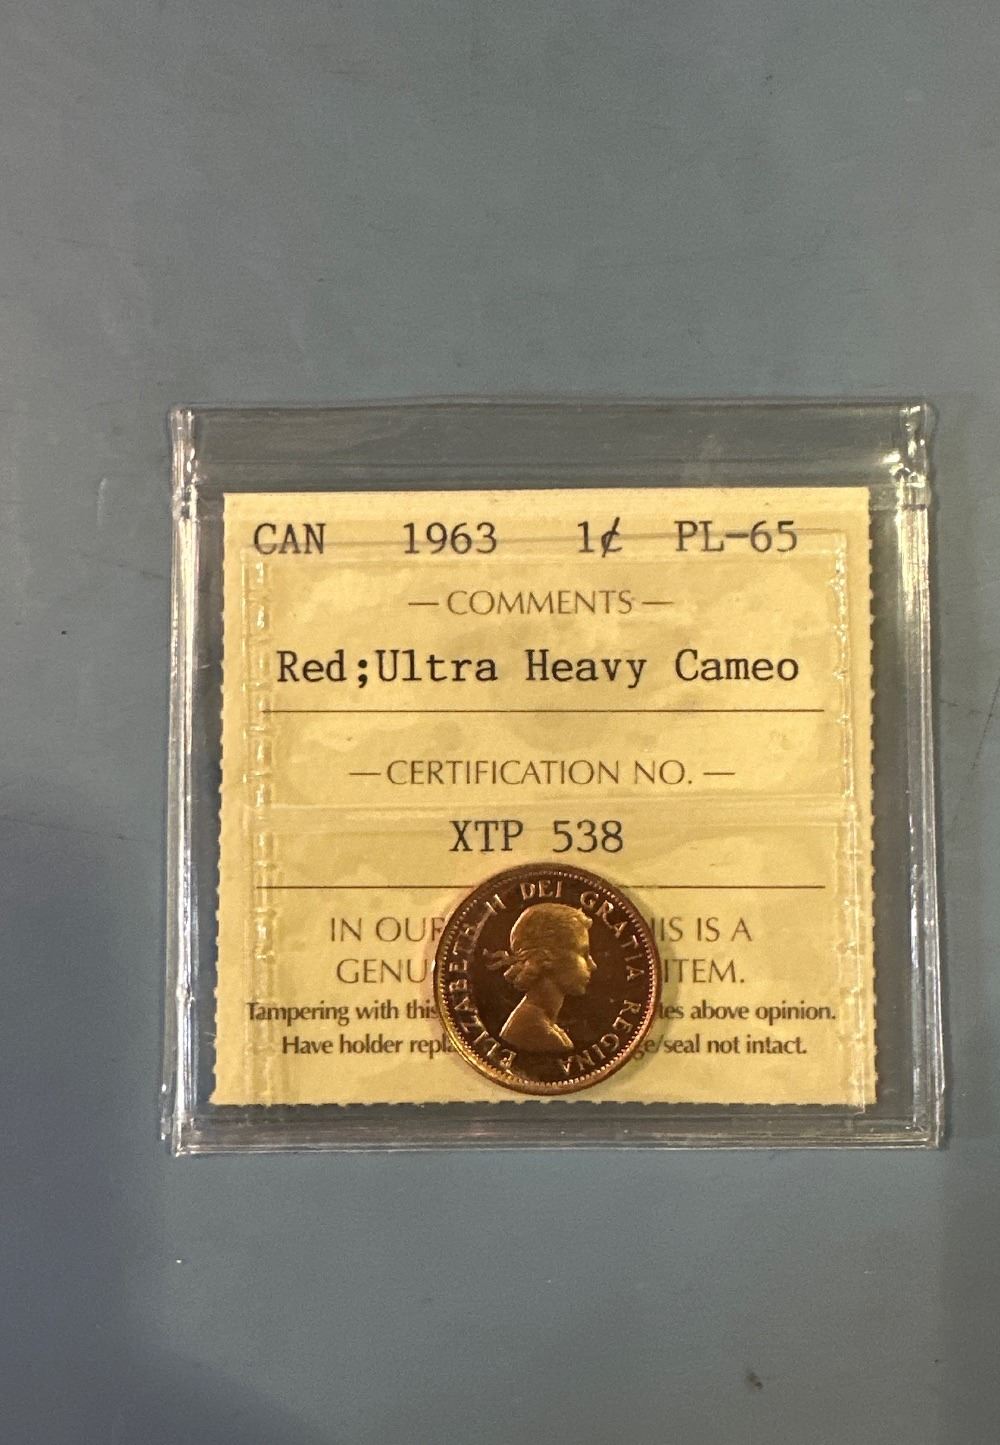 CAN 1963 1¢ PL-65
— COMMENTS —
Red;Ultra Heavy Cameo
— CERTIFICATION NO. —
XTP 538
IN OUR IS IS A
GENU ITEM.
Tampering with this tes above opinion.
Have holder repla ge/seal not intact.
ELIZABETH II DEI GRATIA REGINA